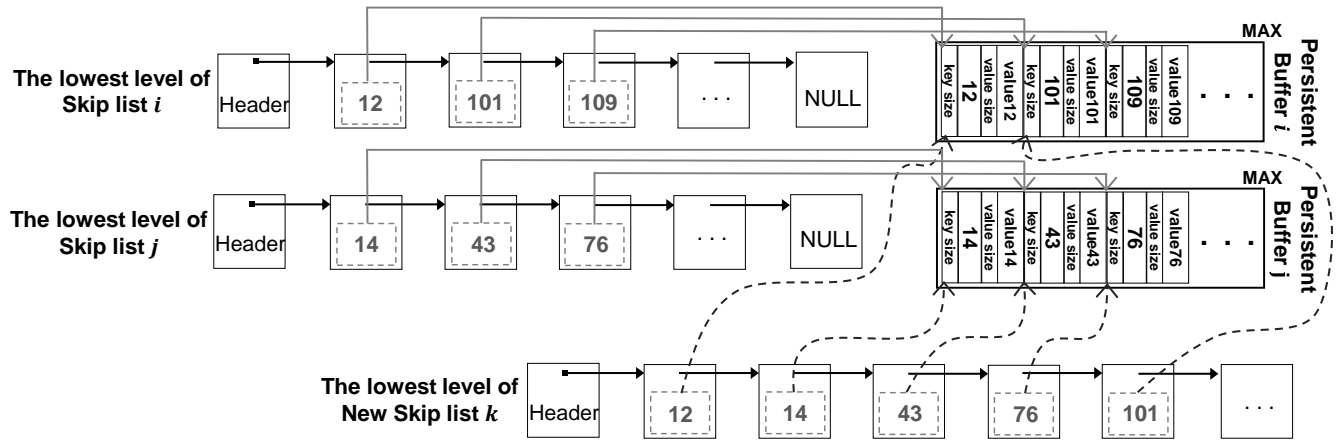 The lowest level of
Skip list i
Header
12
101
109
. . .
NULL
MAX
key size
12
value size
value12
key size
101
value size
value101
key size
109
value size
value109
. . .
Persistent
Buffer i
The lowest level of
Skip list j
Header
14
43
76
. . .
NULL
MAX
key size
14
value size
value14
key size
43
value size
value43
key size
76
value size
value76
. . .
Persistent
Buffer j
The lowest level of
New Skip list k
Header
12
14
43
76
101
. . .